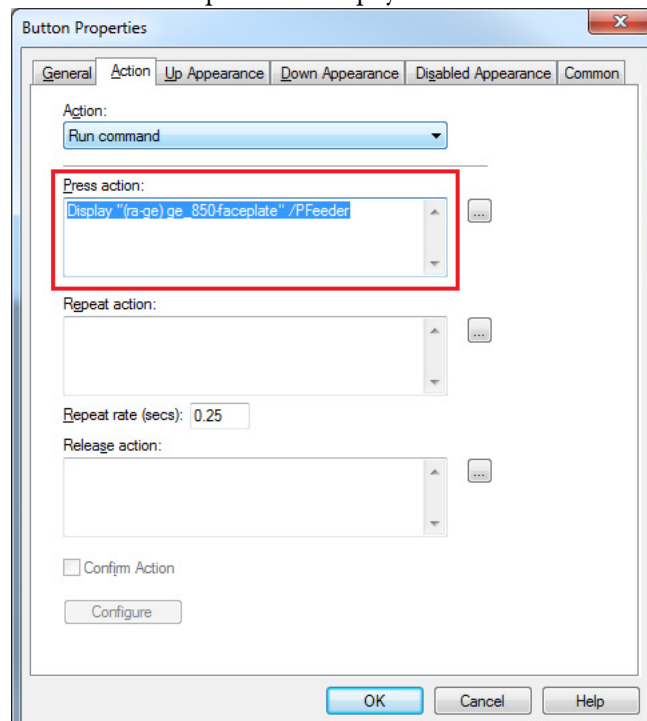 Button Properties
X
General Action Up Appearance Down Appearance Disabled Appearance Common
Action:
Run command
Press action:
Display "(ra-ge) ge_850-faceplate" /PFeeder
...
Repeat action:
...
Repeat rate (secs): 0.25
Release action:
...
Confirm Action
Configure
OK Cancel Help